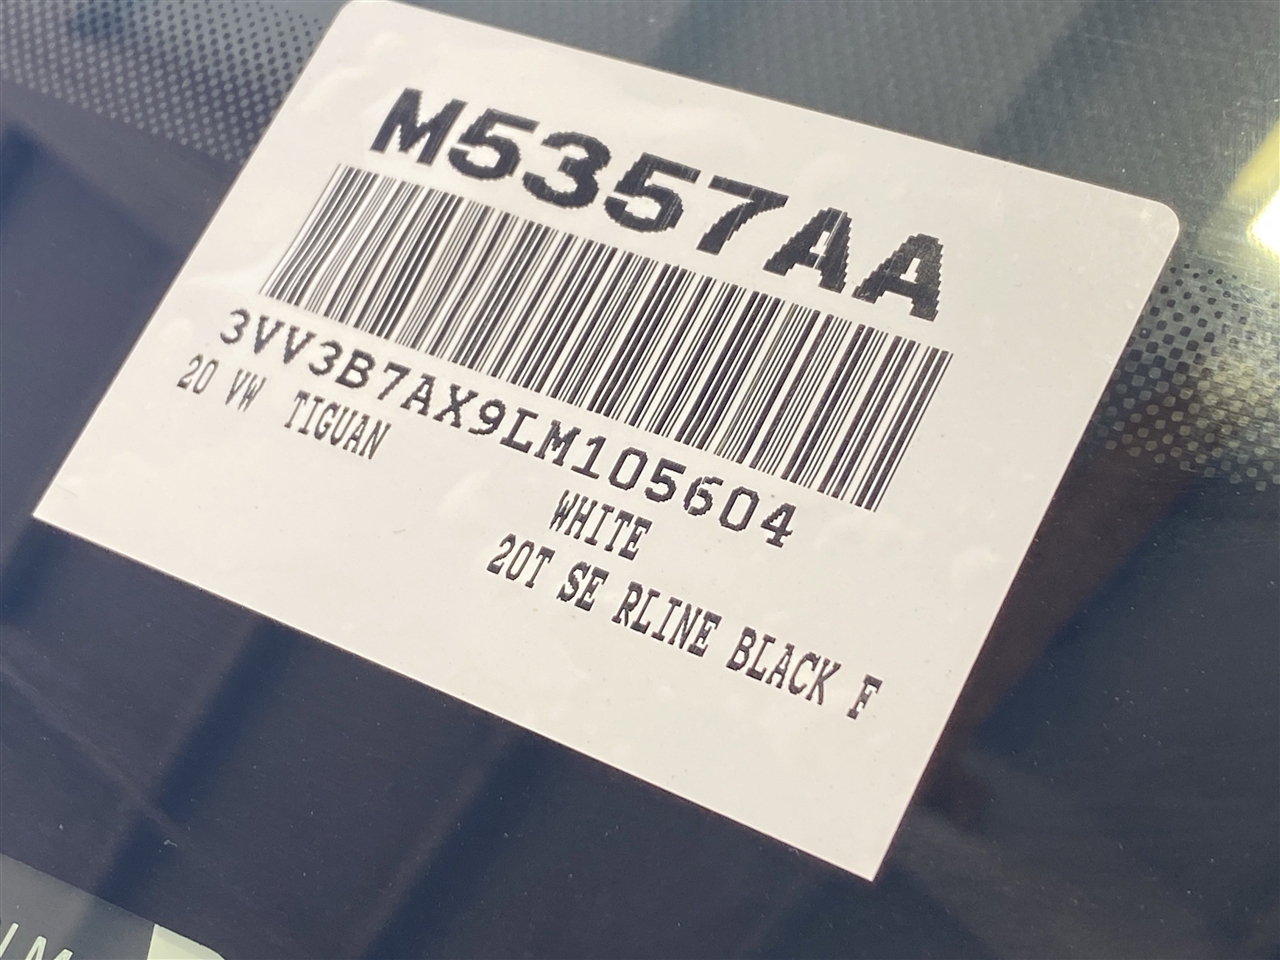 M5357AA
3VV3B7AX9LM105604
20 VW TIGUAN
WHITE
20T SE RLINE BLACK F